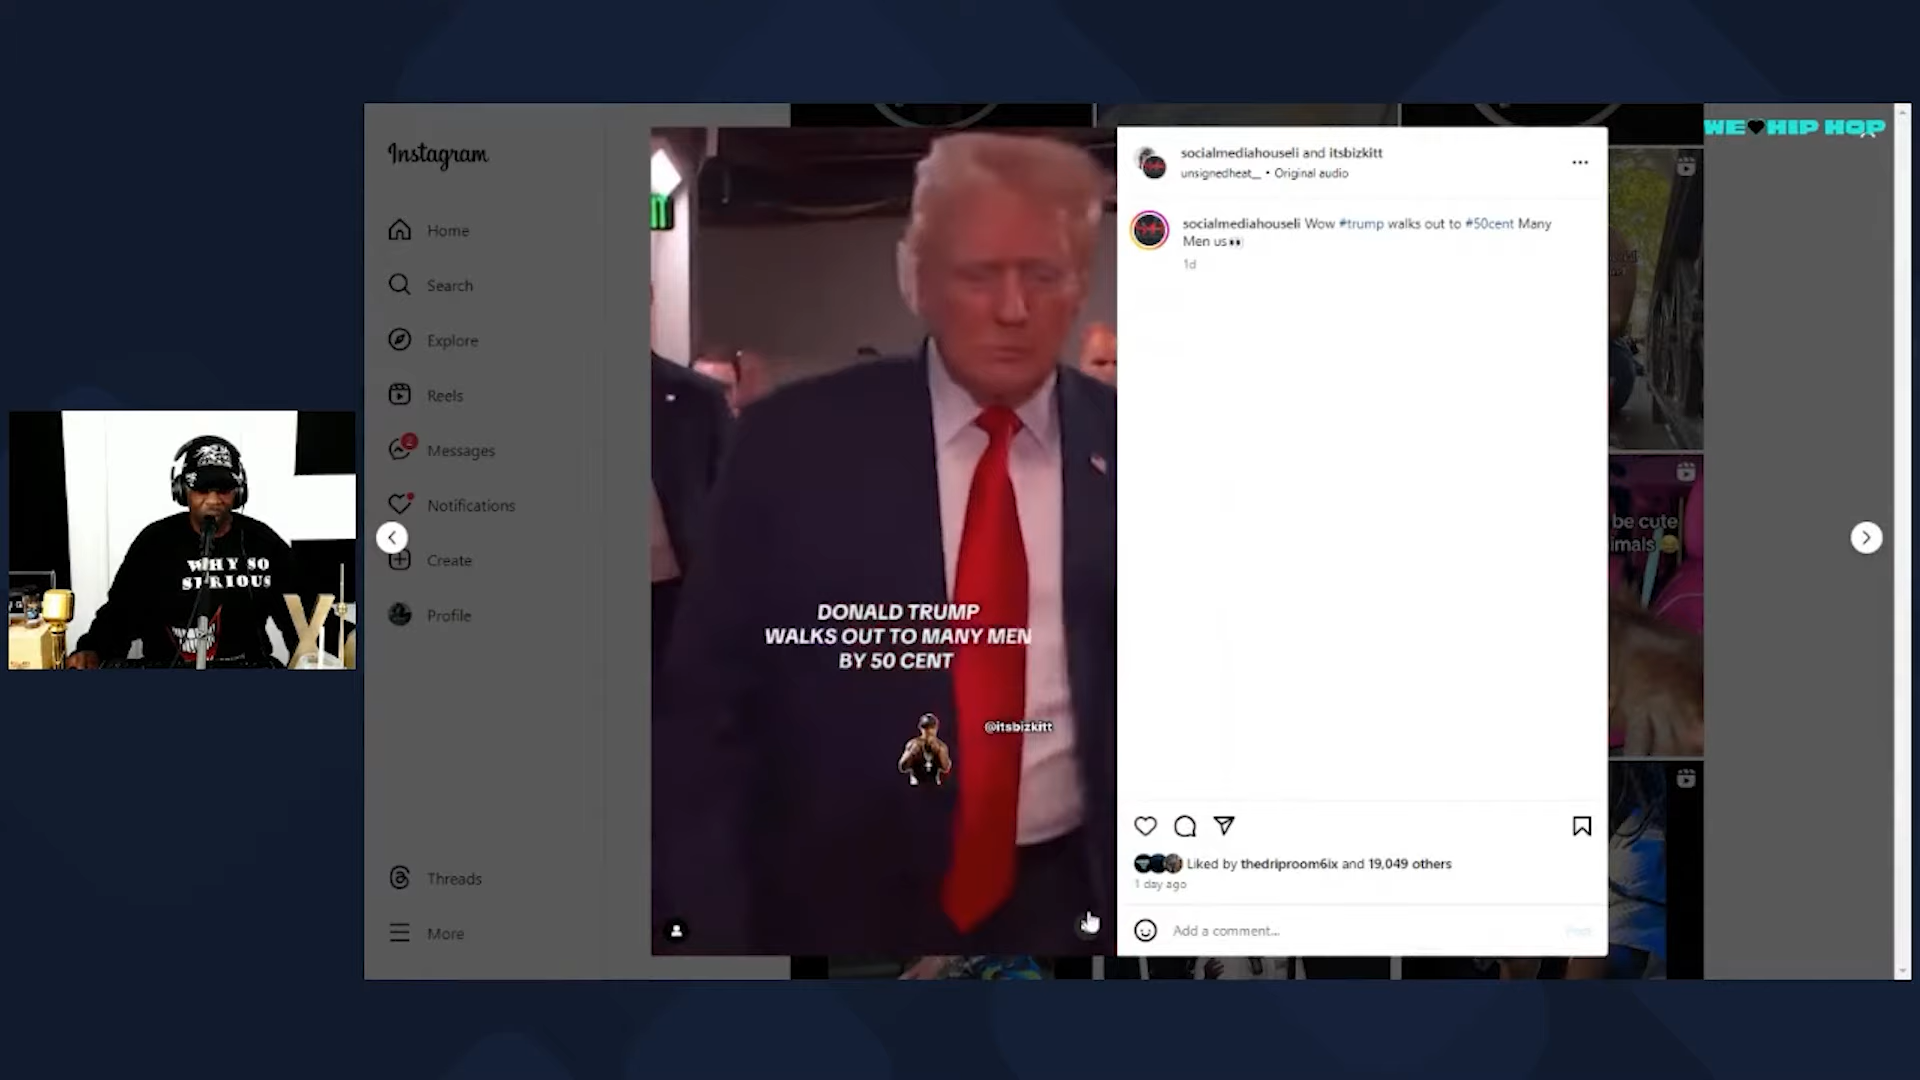 WE HIP HOP
Instagram
Home
Search
Explore
Reels
2
Messages
Notifications
Create
Profile
Threads
More
WHY SO
SERIOUS
DONALD TRUMP
WALKS OUT TO MANY MEN
BY 50 CENT
@itsbizkitt
socialmediahouseli and itsbizkitt
unsignedheat__ • Original audio
socialmediahouseli Wow #trump walks out to #50cent Many
Men us👀
1d
Liked by thedriproom6ix and 19,049 others
1 day ago
Add a comment...
Post
be cute